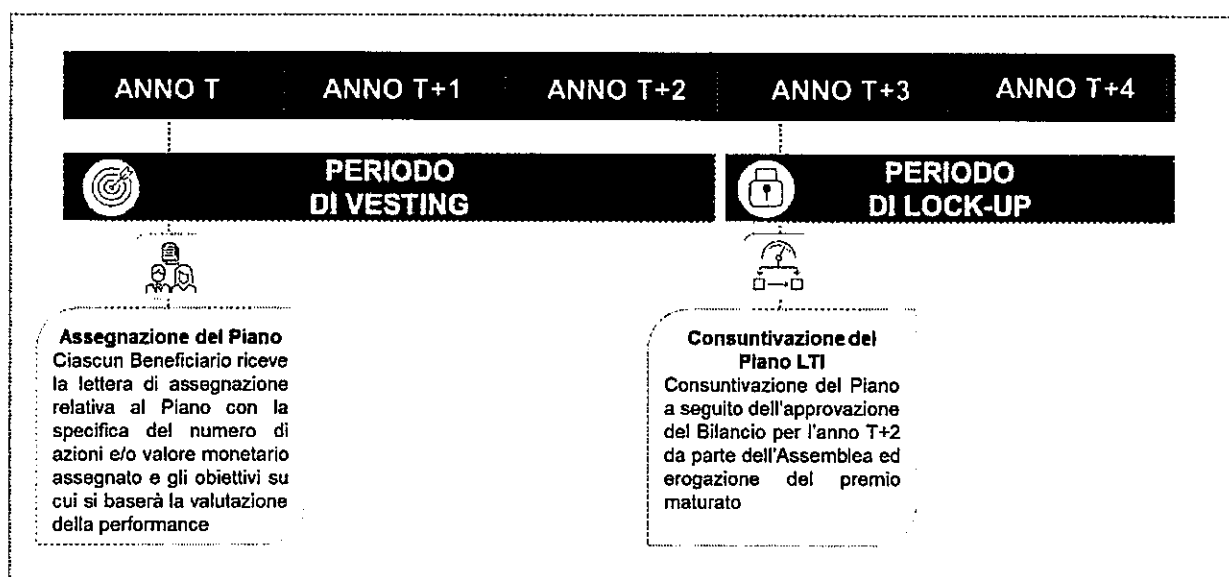 ANNO T ANNO T+1 ANNO T+2 ANNO T+3 ANNO T+4
PERIODO
DI VESTING
PERIODO
DI LOCK-UP
Assegnazione del Piano
Ciascun Beneficiario riceve
la lettera di assegnazione
relativa al Piano con la
specifica del numero di
azioni e/o valore monetario
assegnato e gli obiettivi su
cui si baserà la valutazione
della performance
Consuntivazione del
Piano LTI
Consuntivazione del Piano
a seguito dell'approvazione
del Bilancio per l'anno T+2
da parte dell'Assemblea ed
erogazione del premio
maturato